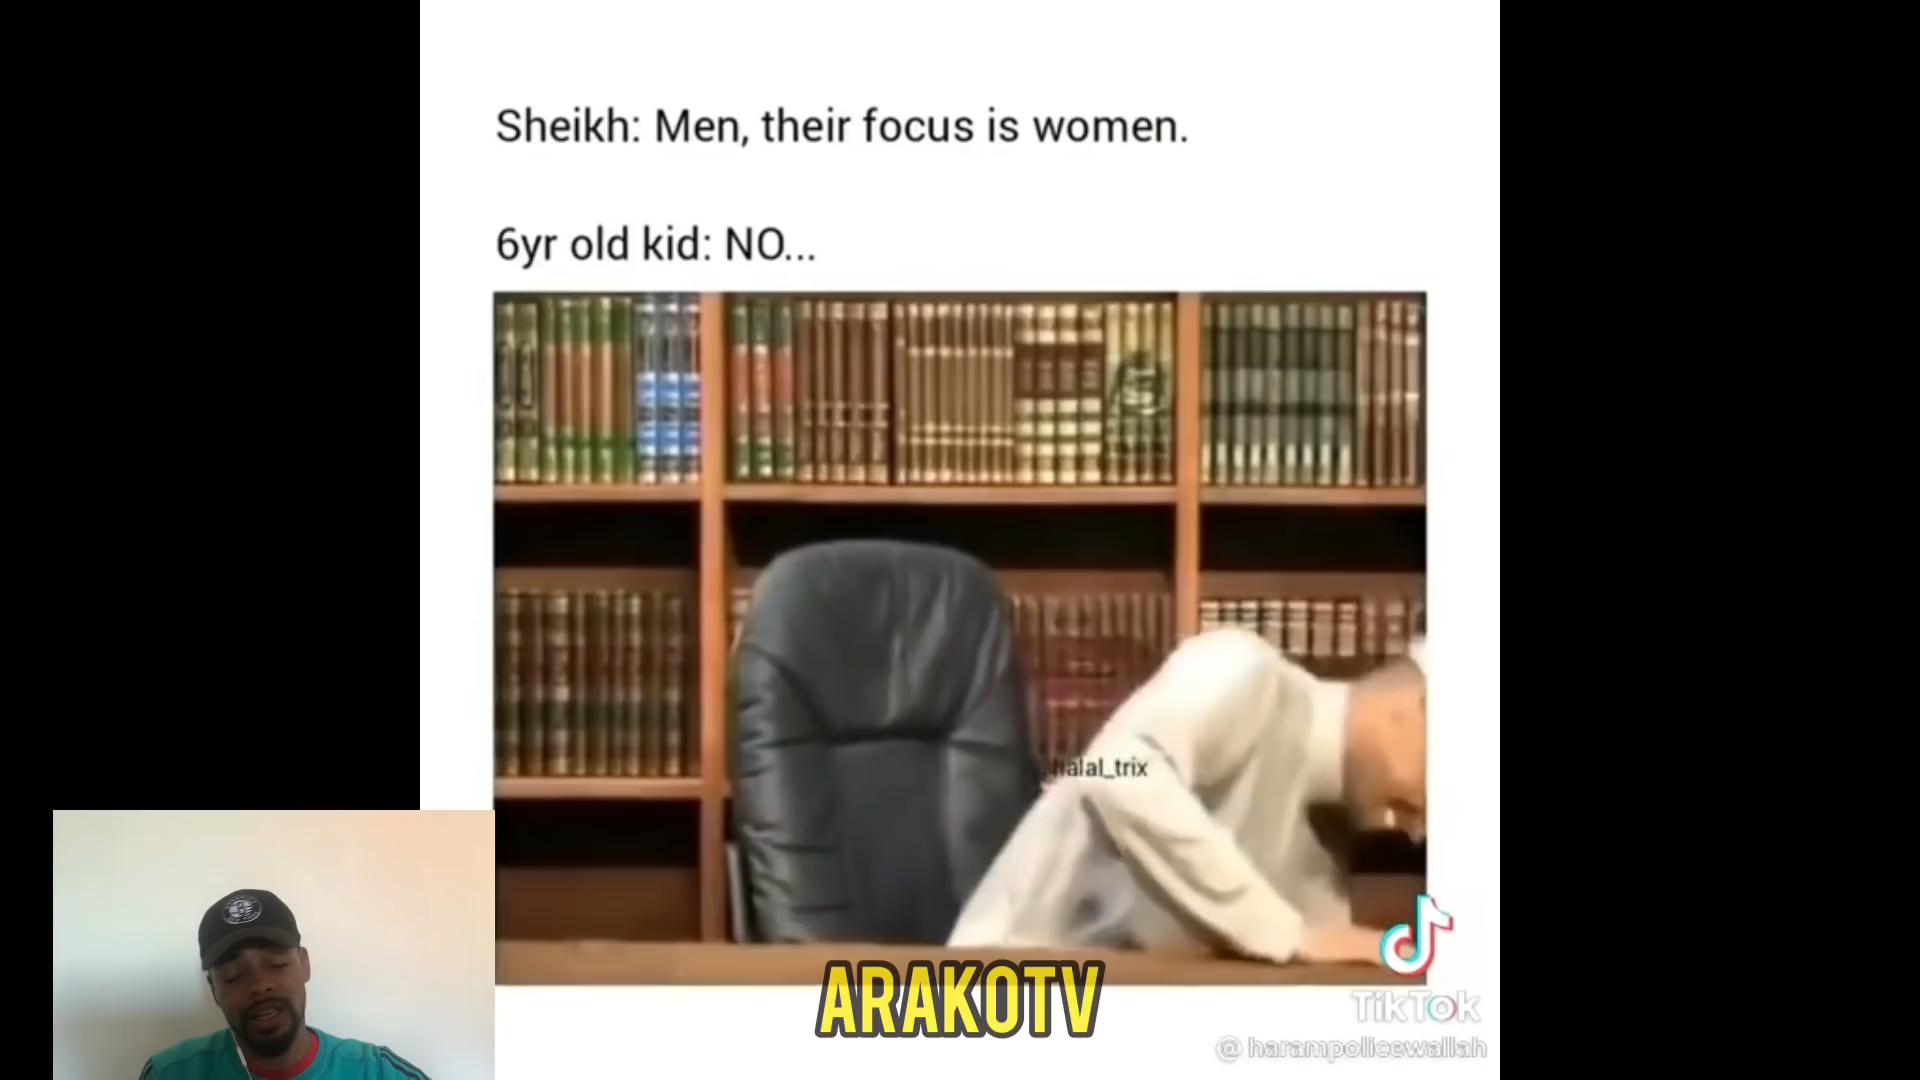 Sheikh: Men, their focus is women.
6yr old kid: NO...
halal_trix
ARAKOTV
TikTok
@ harampolicewallah